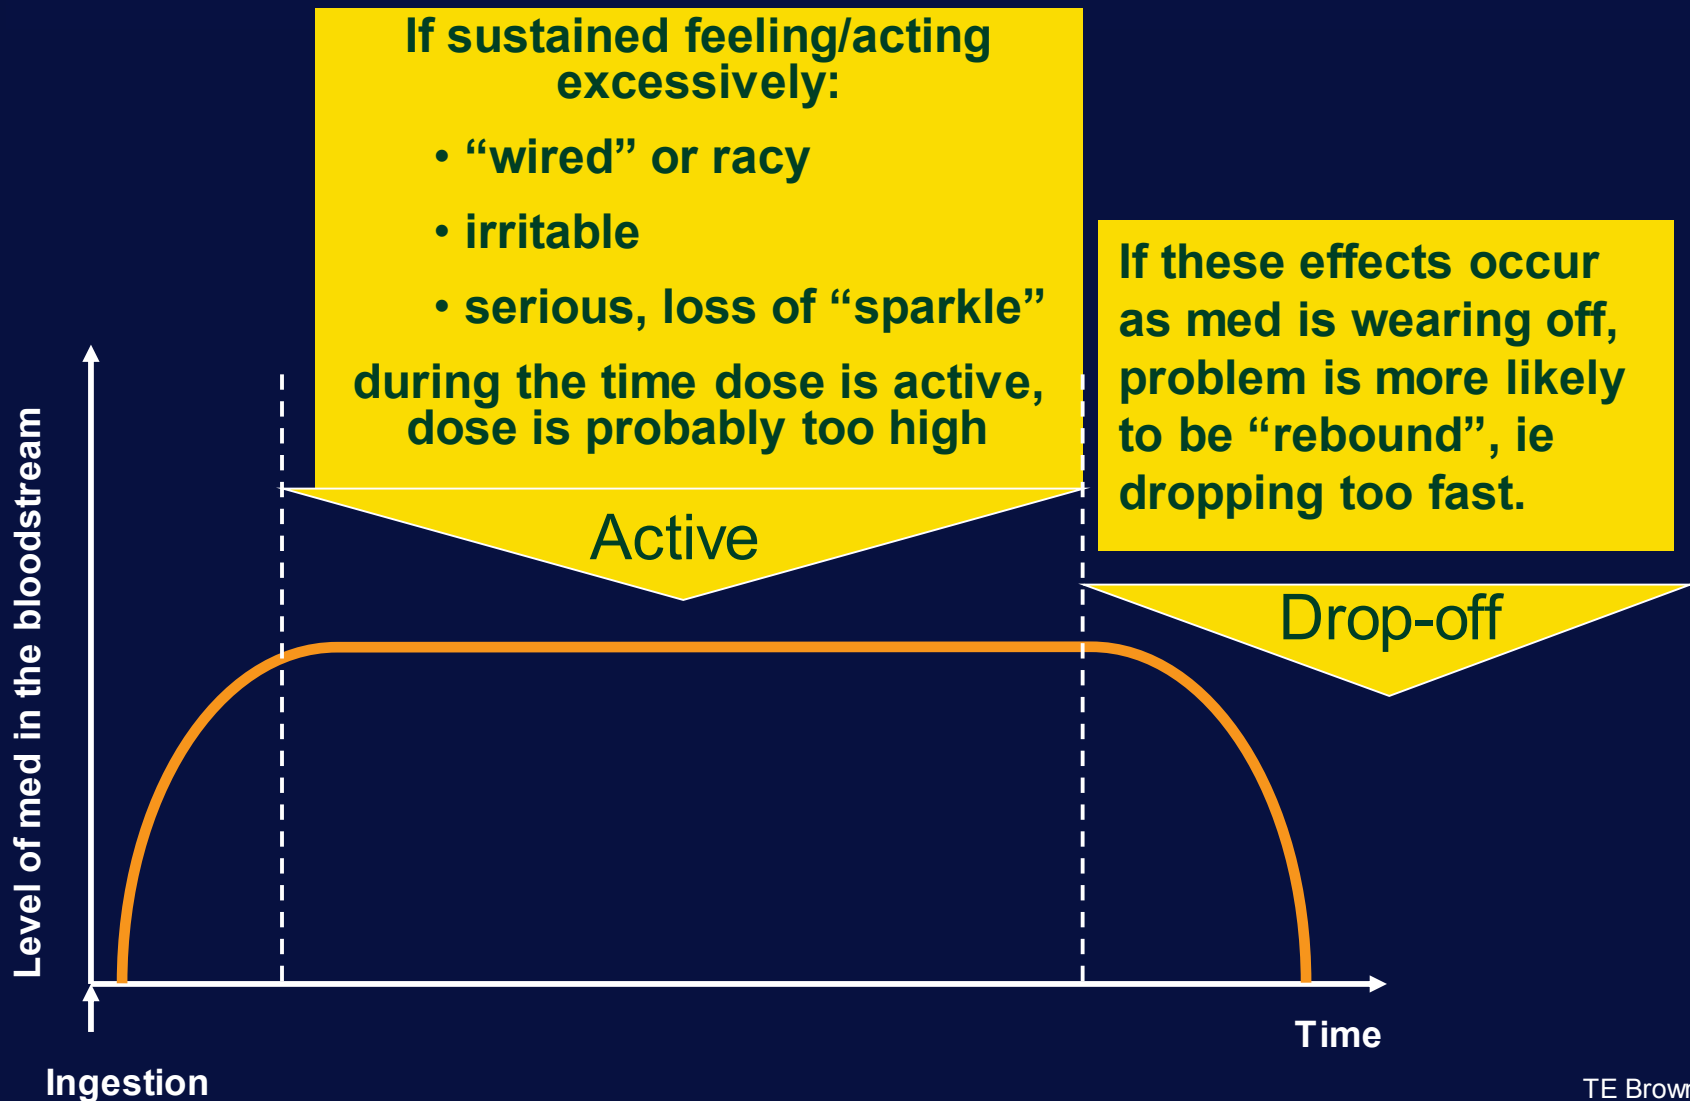 If sustained feeling/acting
excessively:
• “wired” or racy
• irritable
• serious, loss of “sparkle”
during the time dose is active,
dose is probably too high
Active
If these effects occur
as med is wearing off,
problem is more likely
to be “rebound”, ie
dropping too fast.
Drop-off
Level of med in the bloodstream
Time
Ingestion
TE Brown